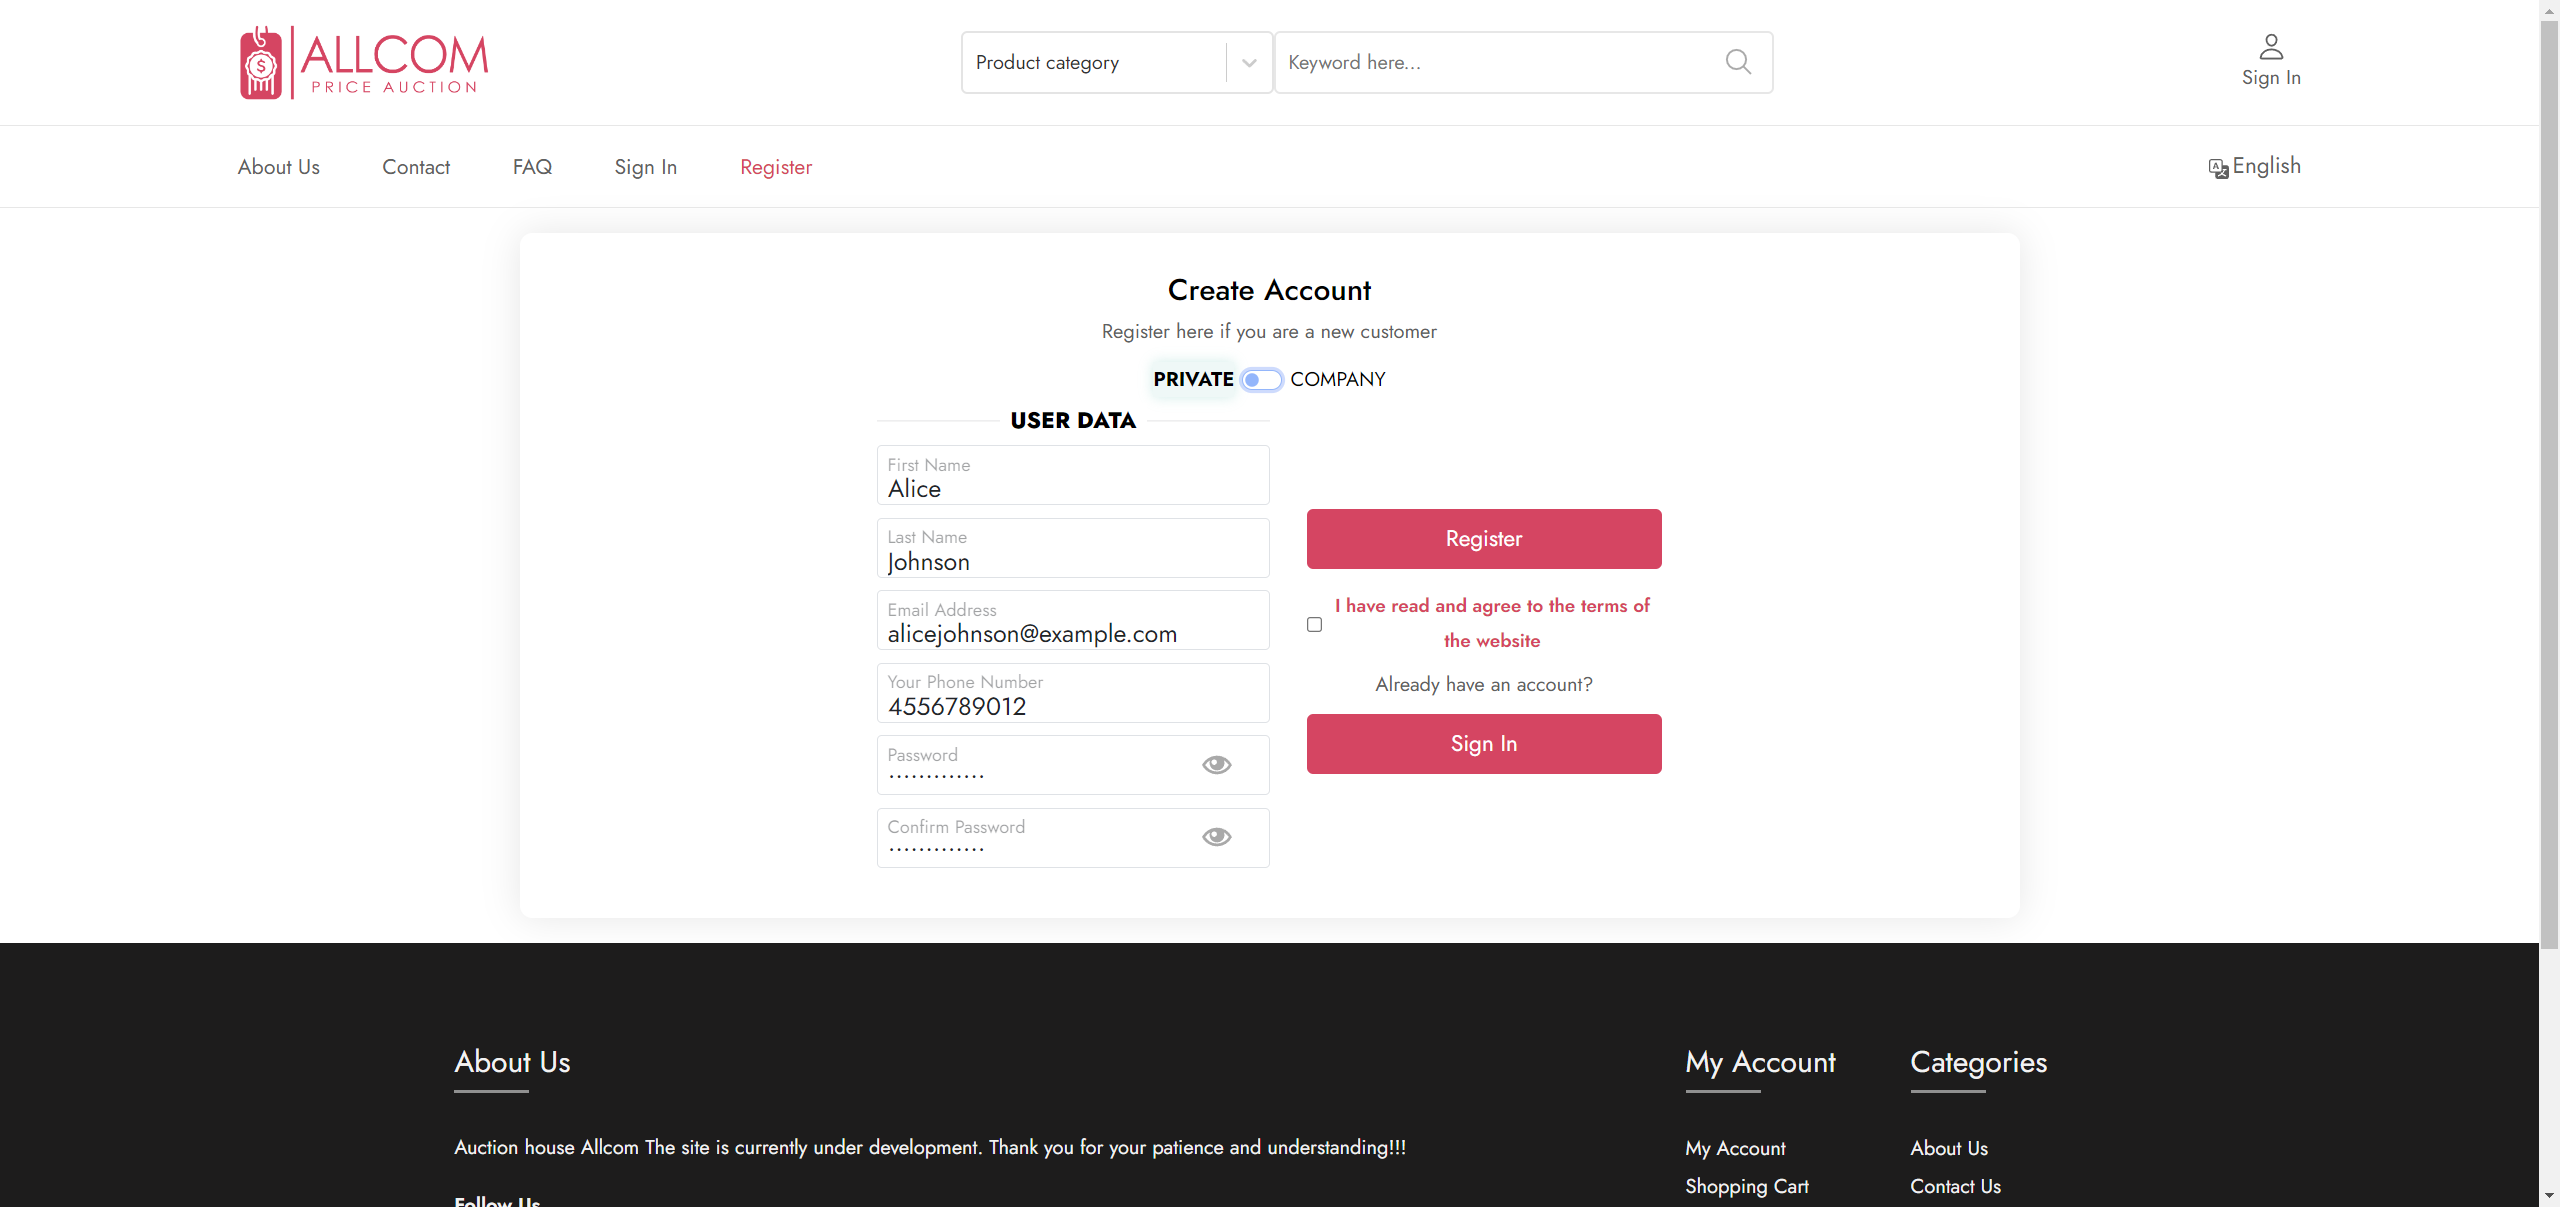 ALLCOM
PRICE AUCTION
Product category
Keyword here...
Sign In
About Us
Contact
FAQ
Sign In
Register
English
Create Account
Register here if you are a new customer
PRIVATE
COMPANY
USER DATA
First Name
Alice
Last Name
Johnson
Email Address
alicejohnson@example.com
Your Phone Number
4556789012
Password
·············
Confirm Password
·············
Register
I have read and agree to the terms of
the website
Already have an account?
Sign In
About Us
Auction house Allcom The site is currently under development. Thank you for your patience and understanding!!!
Follow Us
My Account
My Account
Shopping Cart
Categories
About Us
Contact Us